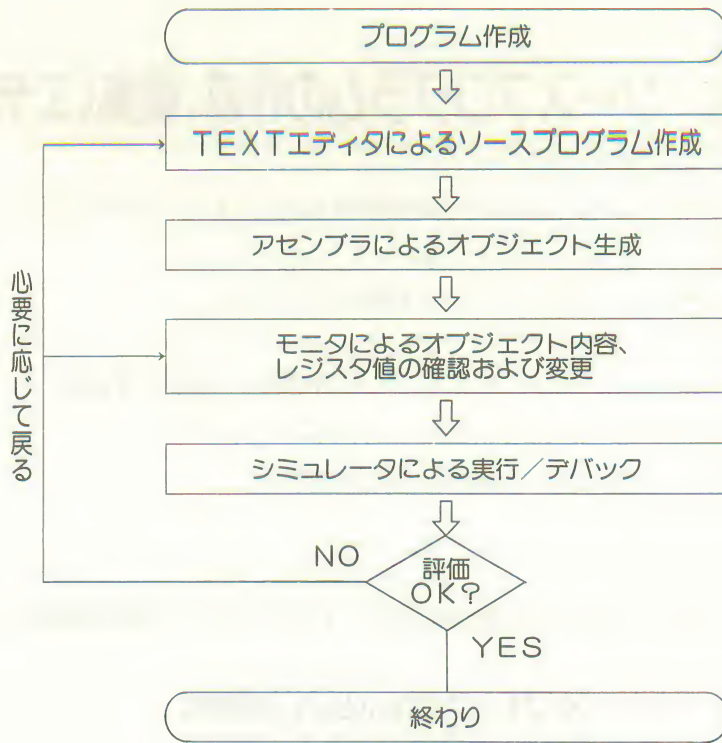 プログラム作成
TEXTエディタによるソースプログラム作成
アセンブラによるオブジェクト生成
モニタによるオブジェクト内容、
レジスタ値の確認および変更
シミュレータによる実行／デバック
評価
OK?
NO
YES
終わり
心要に応じて戻る